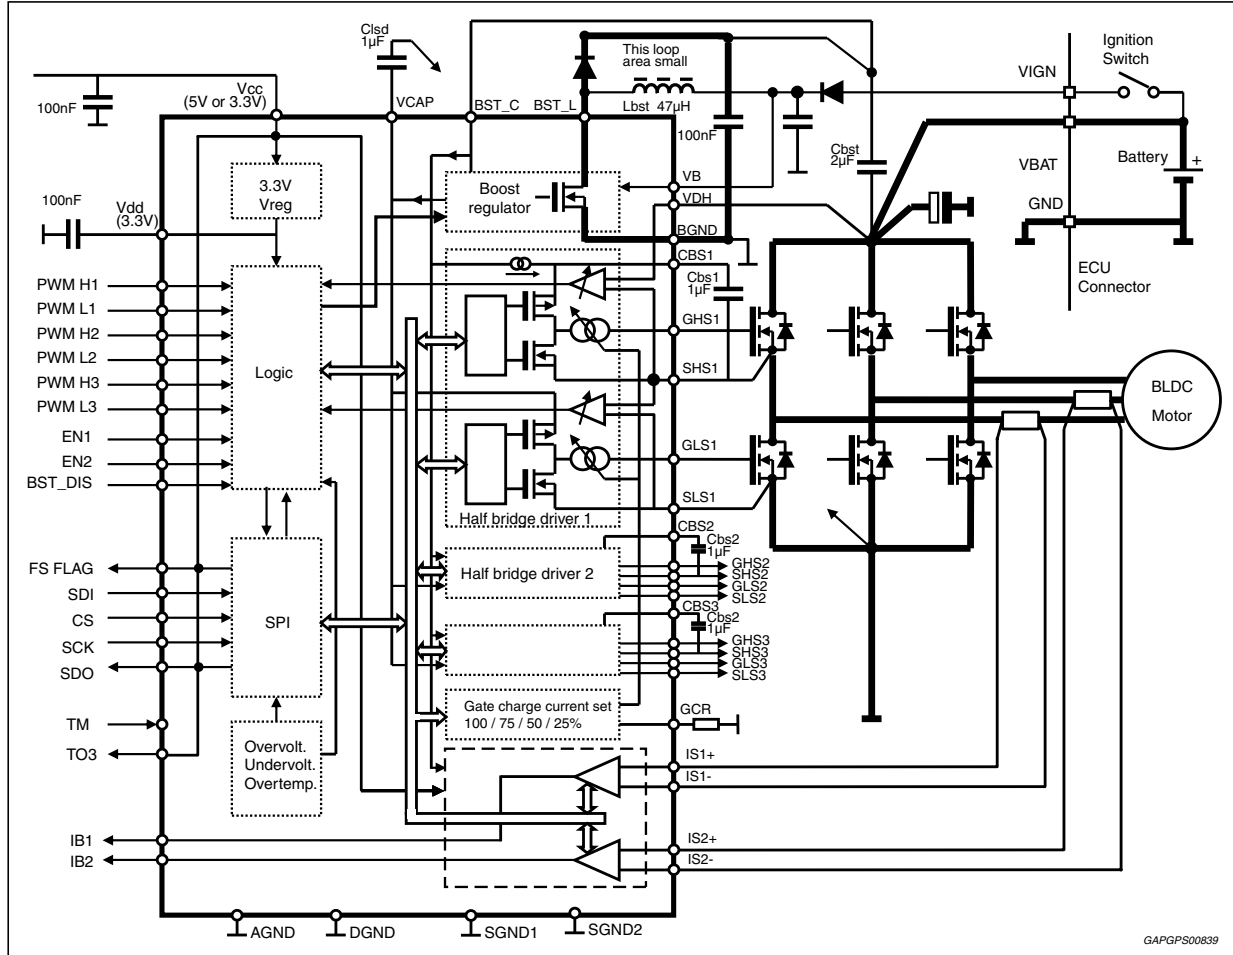 Clsd
1µF
This loop
area small
Ignition
Switch
VIGN
Vcc
(5V or 3.3V)
100nF
VCAP
BST_C
BST_L
Lbst 47µH
100nF
Cbst
2µF
VBAT
Battery
+
3.3V
Vreg
Boost
regulator
VB
VDH
GND
100nF
Vdd
(3.3V)
BGND
CBS1
Cbs1
1µF
ECU
Connector
PWM H1
PWM L1
PWM H2
PWM L2
PWM H3
PWM L3
EN1
EN2
BST_DIS
Logic
GHS1
SHS1
BLDC
Motor
GLS1
SLS1
Half bridge driver 1
CBS2
Cbs2
1µF
Half bridge driver 2
GHS2
SHS2
GLS2
SLS2
FS FLAG
SDI
CS
SCK
SDO
SPI
CBS3
Cbs2
1µF
GHS3
SHS3
GLS3
SLS3
Gate charge current set
100 / 75 / 50 / 25%
GCR
TM
TO3
Overvolt.
Undervolt.
Overtemp.
IS1+
IS1-
IB1
IB2
IS2+
IS2-
AGND
DGND
SGND1
SGND2
GAPGPS00839